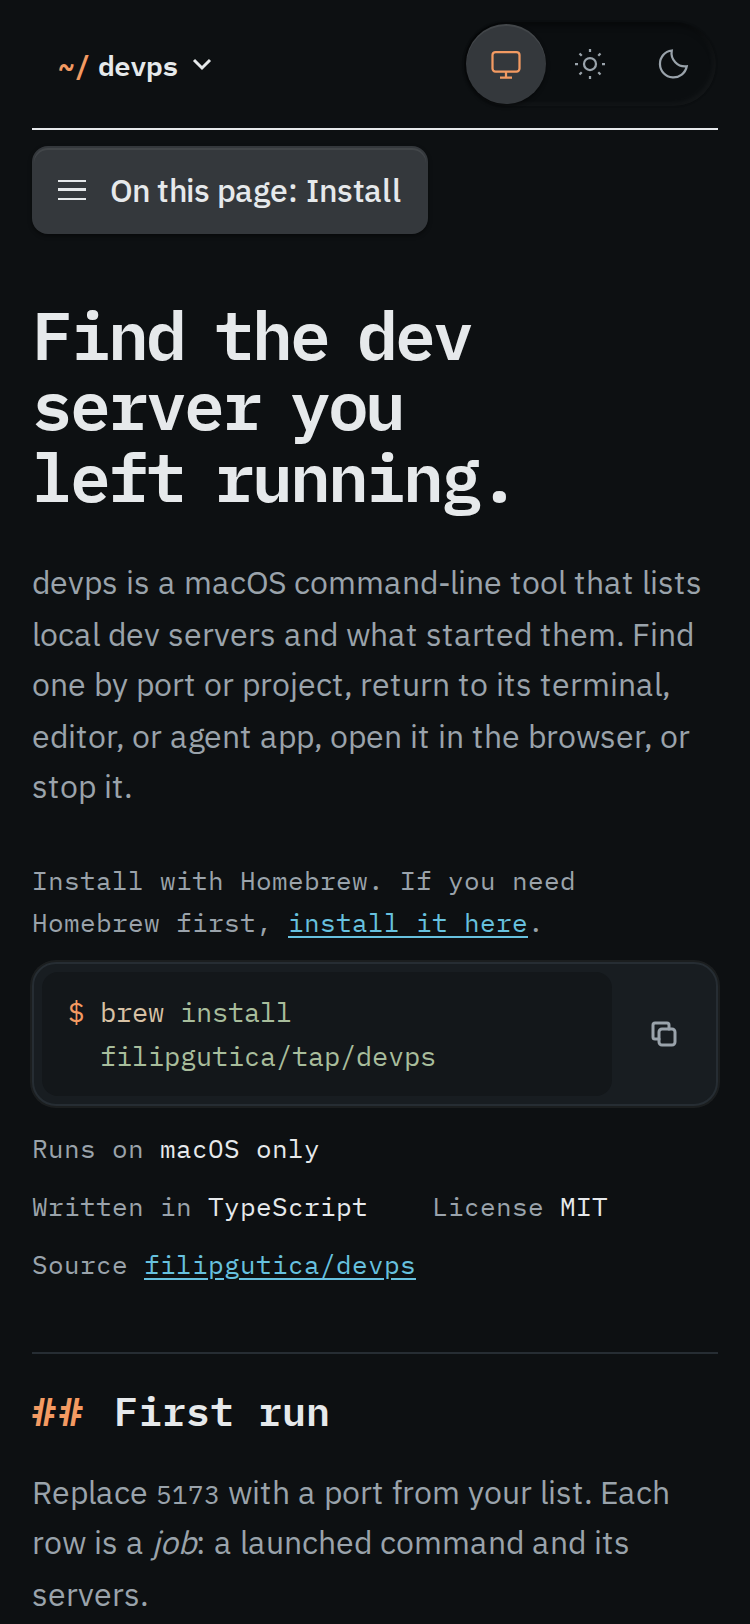 ~/ devps
On this page: Install
Find the dev
server you
left running.
devps is a macOS command-line tool that lists
local dev servers and what started them. Find
one by port or project, return to its terminal,
editor, or agent app, open it in the browser, or
stop it.
Install with Homebrew. If you need
Homebrew first, install it here.
$ brew install
filipgutica/tap/devps
Runs on macOS only
Written in TypeScript License MIT
Source filipgutica/devps
## First run
Replace 5173 with a port from your list. Each
row is a job: a launched command and its
servers.